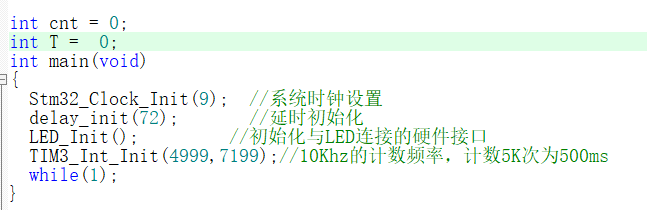 int cnt = 0;
int T =  0;
int main(void)
{
  Stm32_Clock_Init(9);  //系统时钟设置
  delay_init(72);       //延时初始化
  LED_Init();         //初始化与LED连接的硬件接口
  TIM3_Int_Init(4999,7199);//10Khz的计数频率，计数5K次为500ms
  while(1);
}